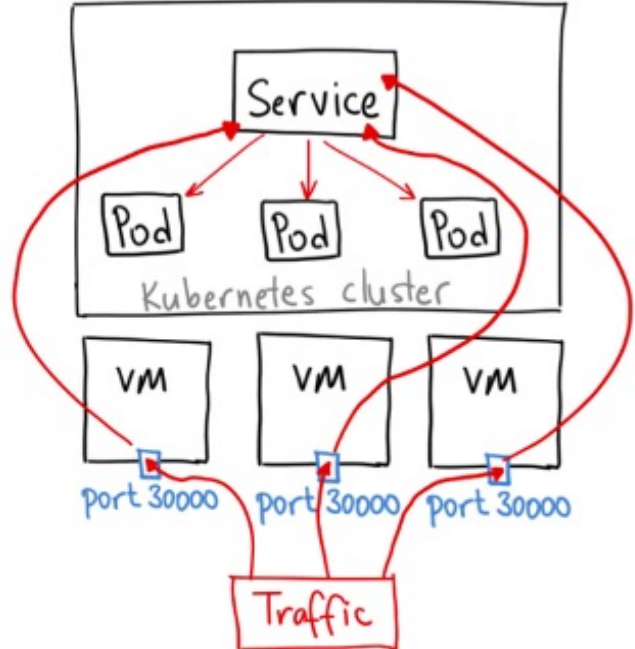 Service
Pod Pod Pod
Kubernetes cluster
VM VM VM
port 30000 port 30000 port 30000
Traffic